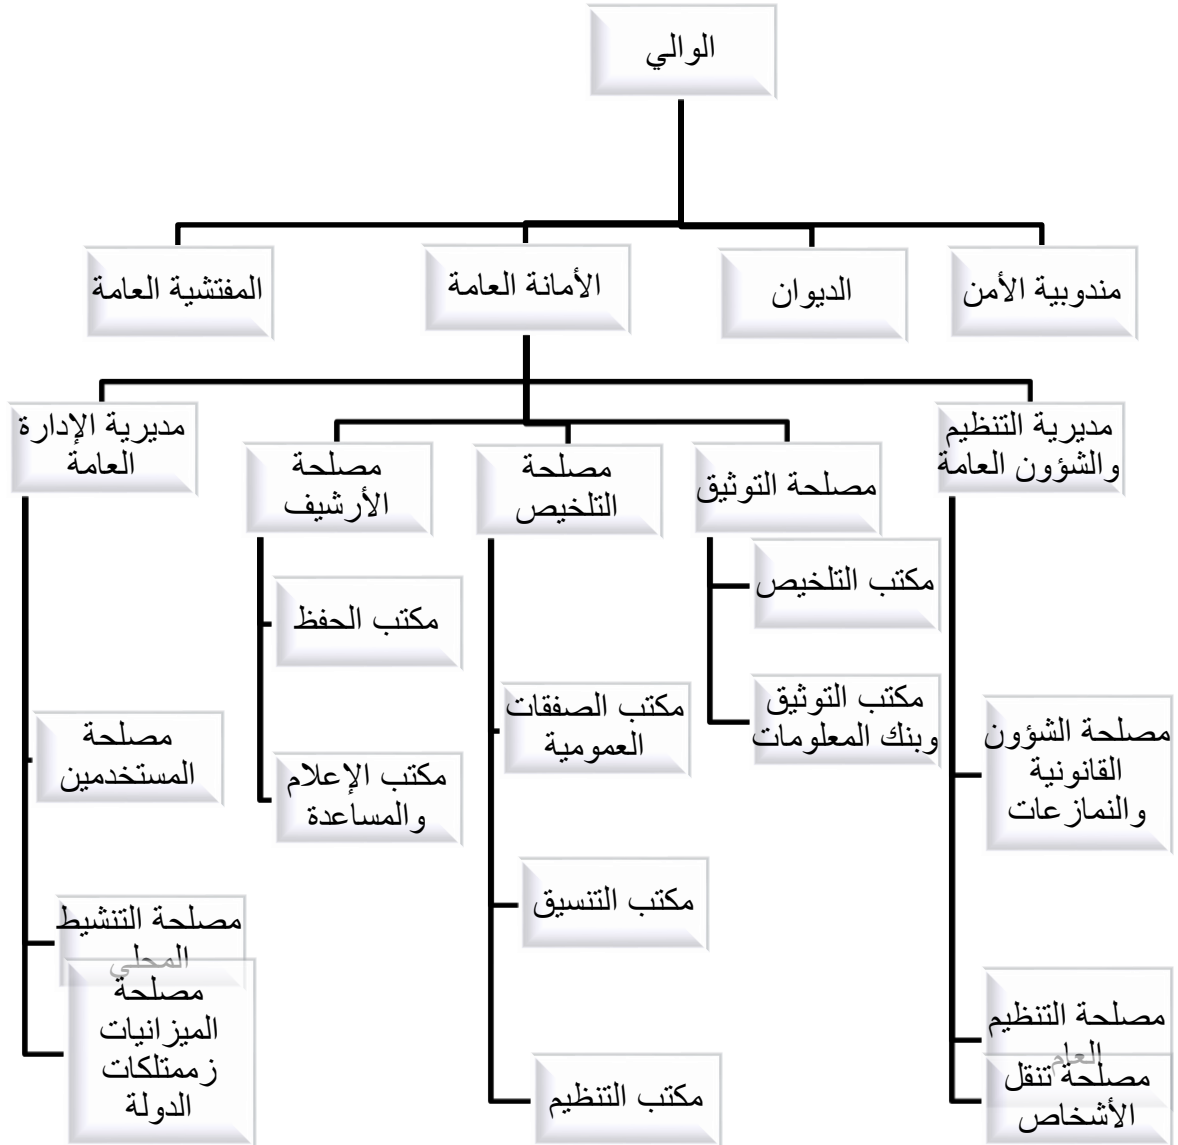 الوالي
مندوبية الأمن
الديوان
الأمانة العامة
المفتشية العامة
مديرية التنظيم
والشؤون العامة
مصلحة التوثيق
مصلحة
التلخيص
مصلحة
الأرشيف
مديرية الإدارة
العامة
مكتب التلخيص
مكتب التوثيق
وبنك المعلومات
مكتب الحفظ
مكتب الإعلام
والمساعدة
مكتب الصفقات
العمومية
مكتب التنسيق
مكتب التنظيم
مصلحة الشؤون
القانونية
والنمازعات
مصلحة التنظيم
العام
مصلحة تنقل
الأشخاص
مصلحة
المستخدمين
مصلحة التنشيط
المحلي
مصلحة
الميزانيات
زممتلكات
الدولة